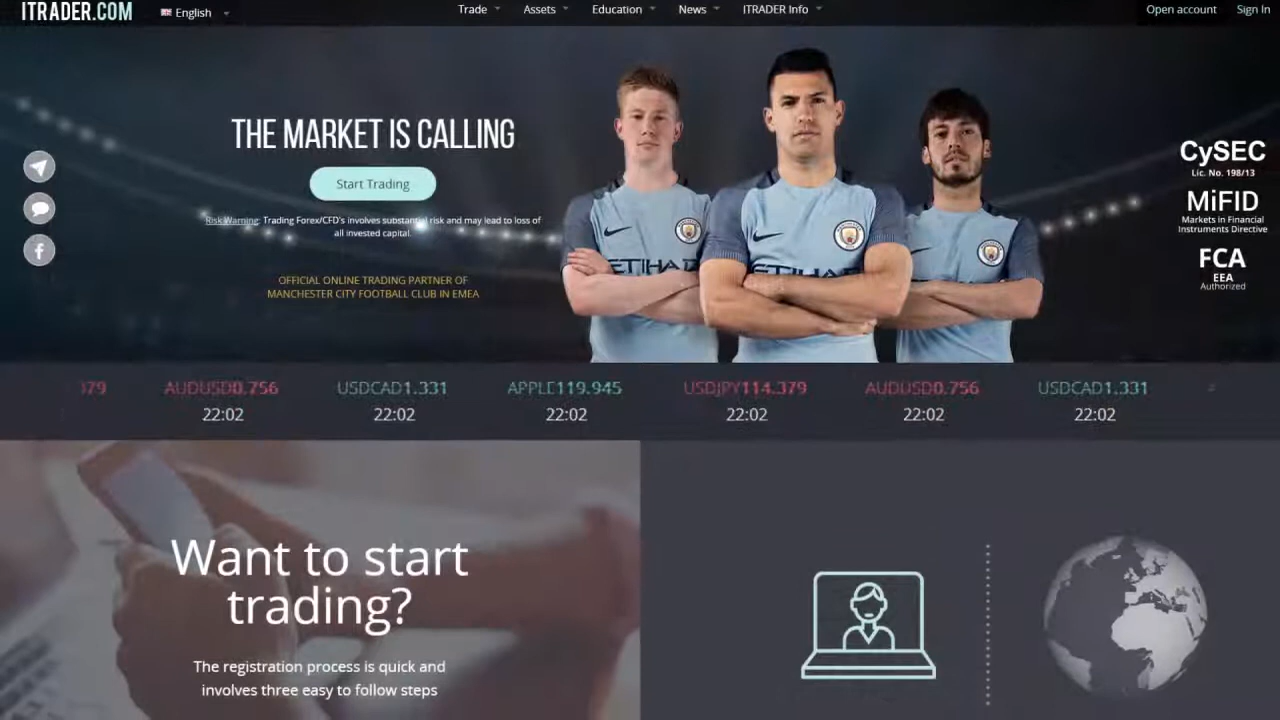 ITRADER.COM
English
Trade
Assets
Education
News
ITRADER Info
Open account
Sign In
THE MARKET IS CALLING
Start Trading
Risk Warning: Trading Forex/CFD's involves substantial risk and may lead to loss of
all invested capital.
OFFICIAL ONLINE TRADING PARTNER OF
MANCHESTER CITY FOOTBALL CLUB IN EMEA
ETIHAD
ETIHAD
CySEC
Lic. No. 198/13
MiFID
Markets in Financial
Instruments Directive
FCA
EEA
Authorized
379
AUDUSD0.756
USDCAD1.331
APPLE119.945
USDJPY114.379
AUDUSD0.756
USDCAD1.331
22:02
22:02
22:02
22:02
22:02
22:02
Want to start
trading?
The registration process is quick and
involves three easy to follow steps